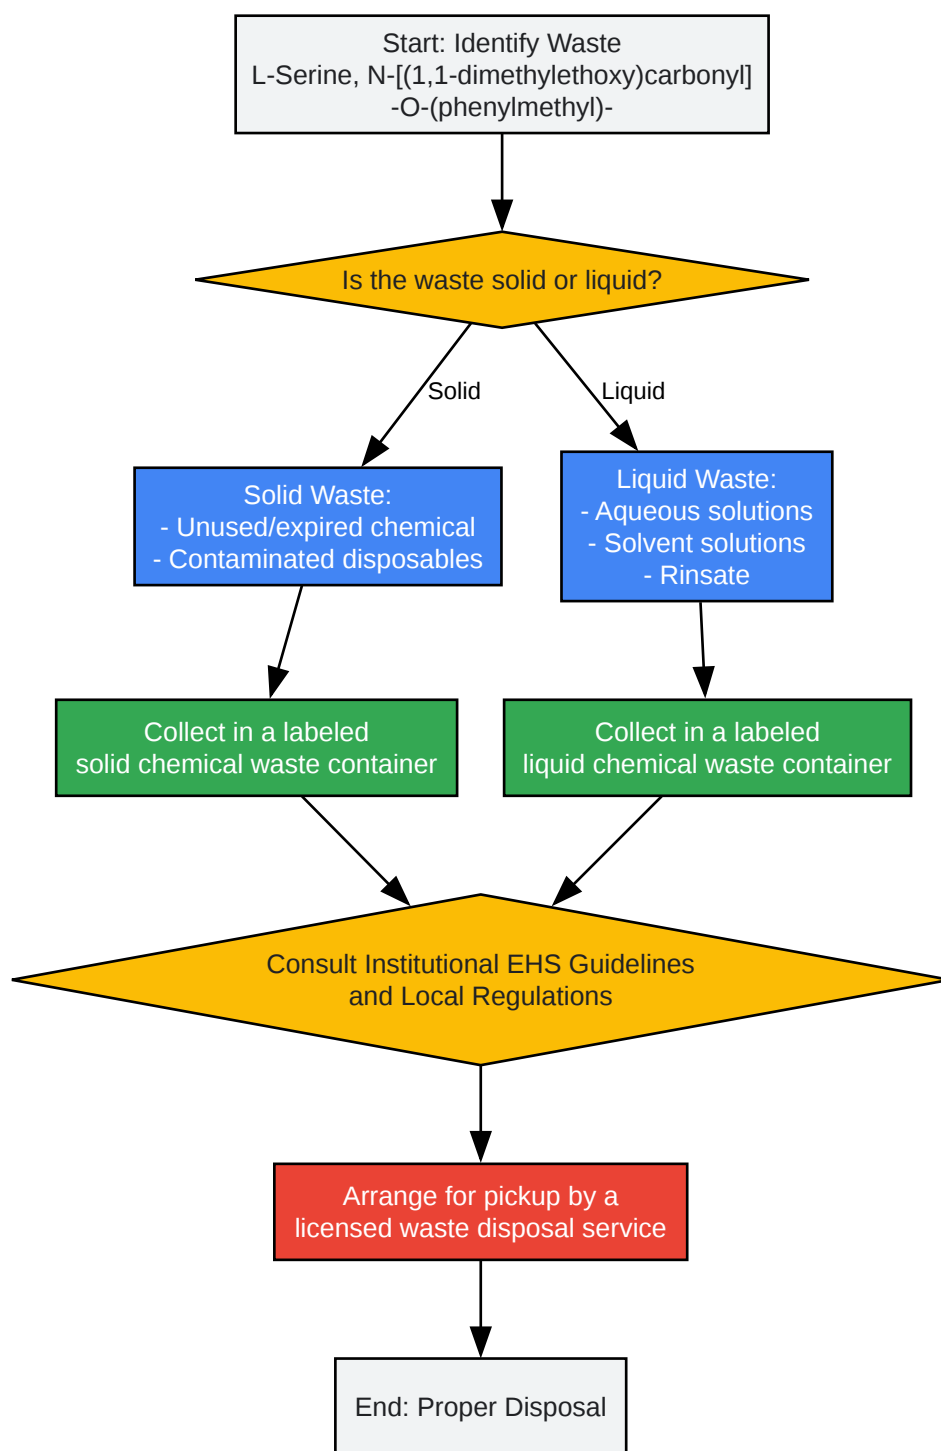 Start: Identify Waste
L-Serine, N-[(1,1-dimethylethoxy)carbonyl]
-O-(phenylmethyl)-
Is the waste solid or liquid?
Solid
Liquid
Solid Waste:
- Unused/expired chemical
- Contaminated disposables
Liquid Waste:
- Aqueous solutions
- Solvent solutions
- Rinsate
Collect in a labeled
solid chemical waste container
Collect in a labeled
liquid chemical waste container
Consult Institutional EHS Guidelines
and Local Regulations
Arrange for pickup by a
licensed waste disposal service
End: Proper Disposal